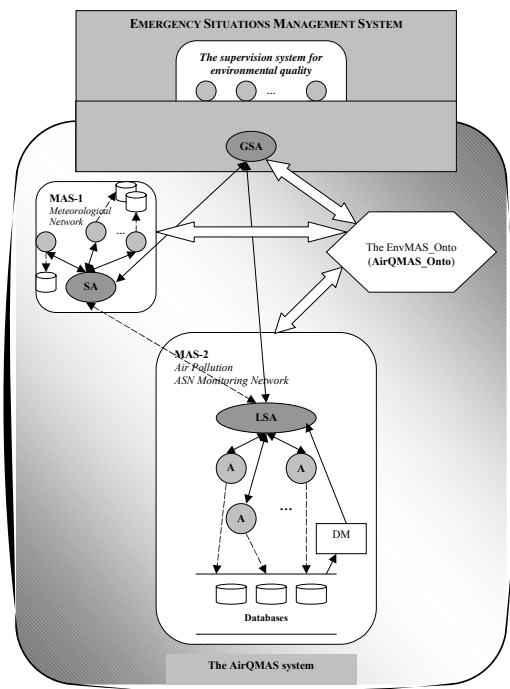 EMERGENCY SITUATIONS MANAGEMENT SYSTEM
The supervision system for
environmental quality
...
GSA
MAS-1
Meteorological
Network
...
SA
The EnvMAS_Onto
(AirQMAS_Onto)
MAS-2
Air Pollution
ASN Monitoring Network
LSA
A
A
A
...
DM
Databases
The AirQMAS system